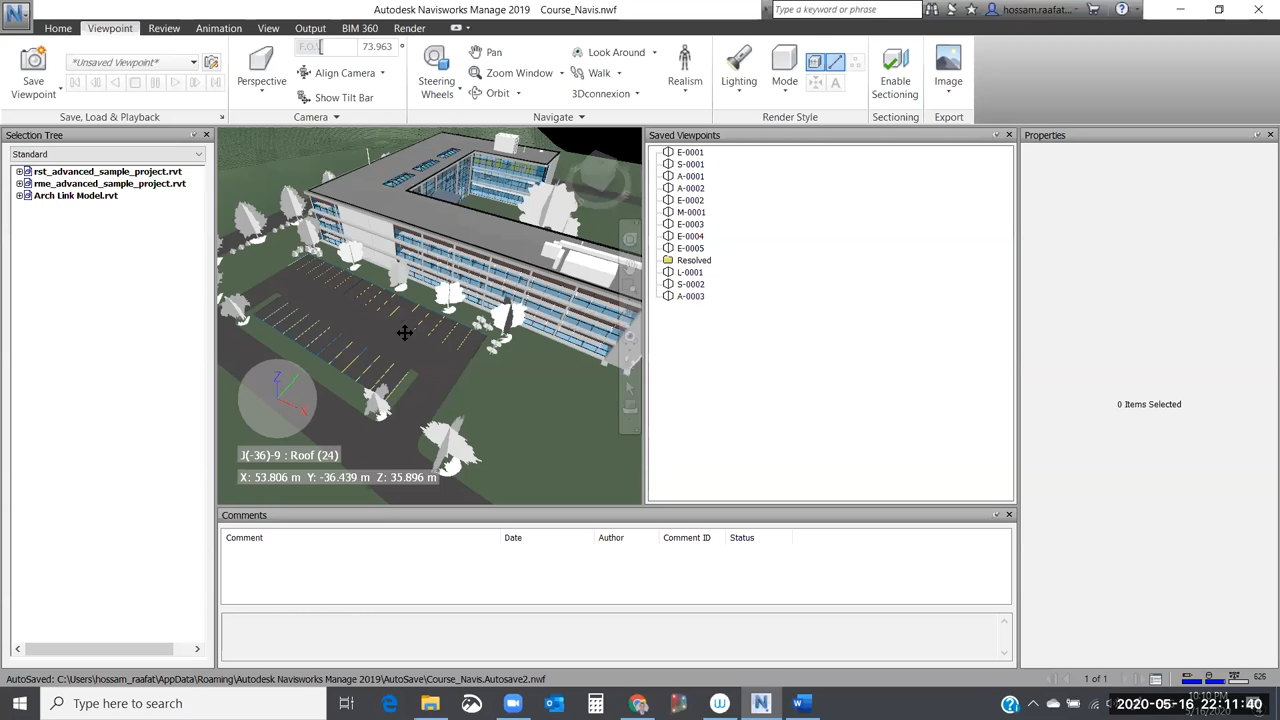 Autodesk Navisworks Manage 2019   Course_Navis.nwf
Type a keyword or phrase
hossam.raafat...
Home Viewpoint Review Animation View Output BIM 360 Render
Save Viewpoint
*Unsaved Viewpoint*
Perspective
F.O.V.
73.963 °
Align Camera
Show Tilt Bar
Steering Wheels
Pan
Zoom Window
Orbit
Look Around
Walk
3Dconnexion
Realism
Lighting
Mode
Enable Sectioning
Image
Save, Load & Playback
Camera
Navigate
Render Style
Sectioning
Export
Selection Tree
Standard
rst_advanced_sample_project.rvt
rme_advanced_sample_project.rvt
Arch Link Model.rvt
Z
X
J(-36)-9 : Roof (24)
X: 53.806 m Y: -36.439 m Z: 35.896 m
Saved Viewpoints
E-0001
S-0001
A-0001
A-0002
E-0002
M-0001
E-0003
E-0004
E-0005
Resolved
L-0001
S-0002
A-0003
Properties
0 Items Selected
Comments
Comment Date Author Comment ID Status
AutoSaved: C:\Users\hossam_raafat\AppData\Roaming\Autodesk Navisworks Manage 2019\AutoSave\Course_Navis.Autosave2.nwf
1 of 1
626
Type here to search
10:10 PM
2020-05-16 22:11:40